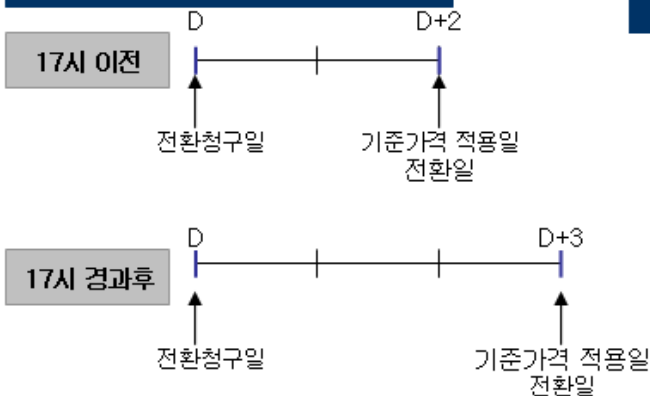 D
D+2
17시 이전
전환청구일
기준가격 적용일
전환일
D
D+3
17시 경과후
전환청구일
기준가격 적용일
전환일